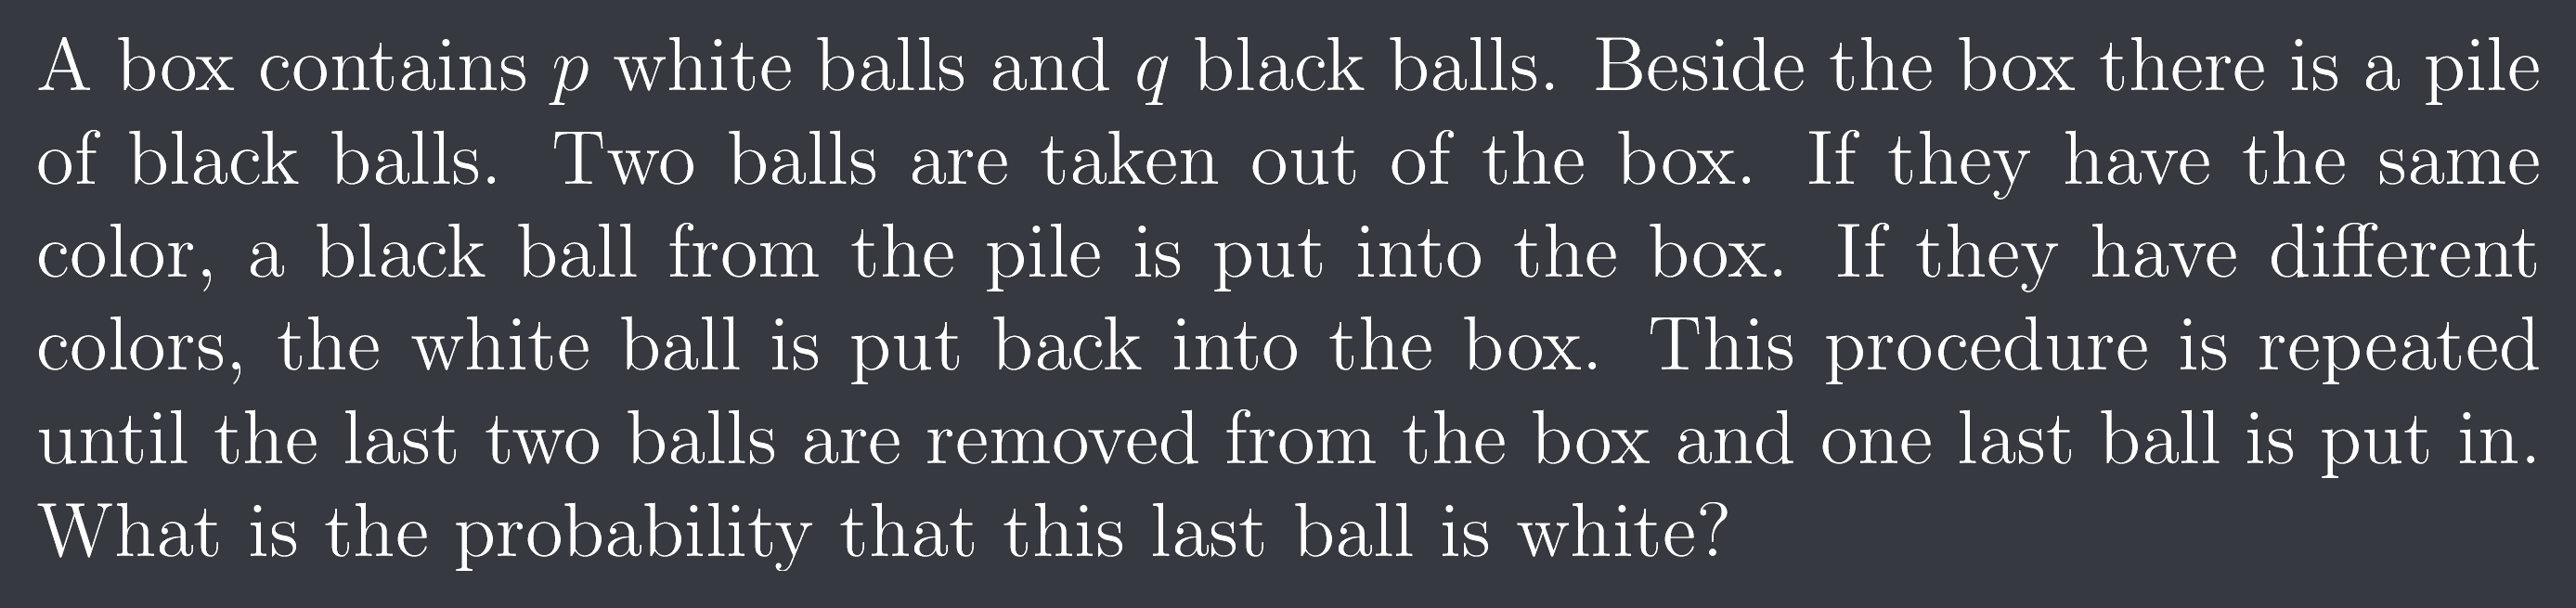 A box contains p white balls and q black balls. Beside the box there is a pile
of black balls. Two balls are taken out of the box. If they have the same
color, a black ball from the pile is put into the box. If they have different
colors, the white ball is put back into the box. This procedure is repeated
until the last two balls are removed from the box and one last ball is put in.
What is the probability that this last ball is white?